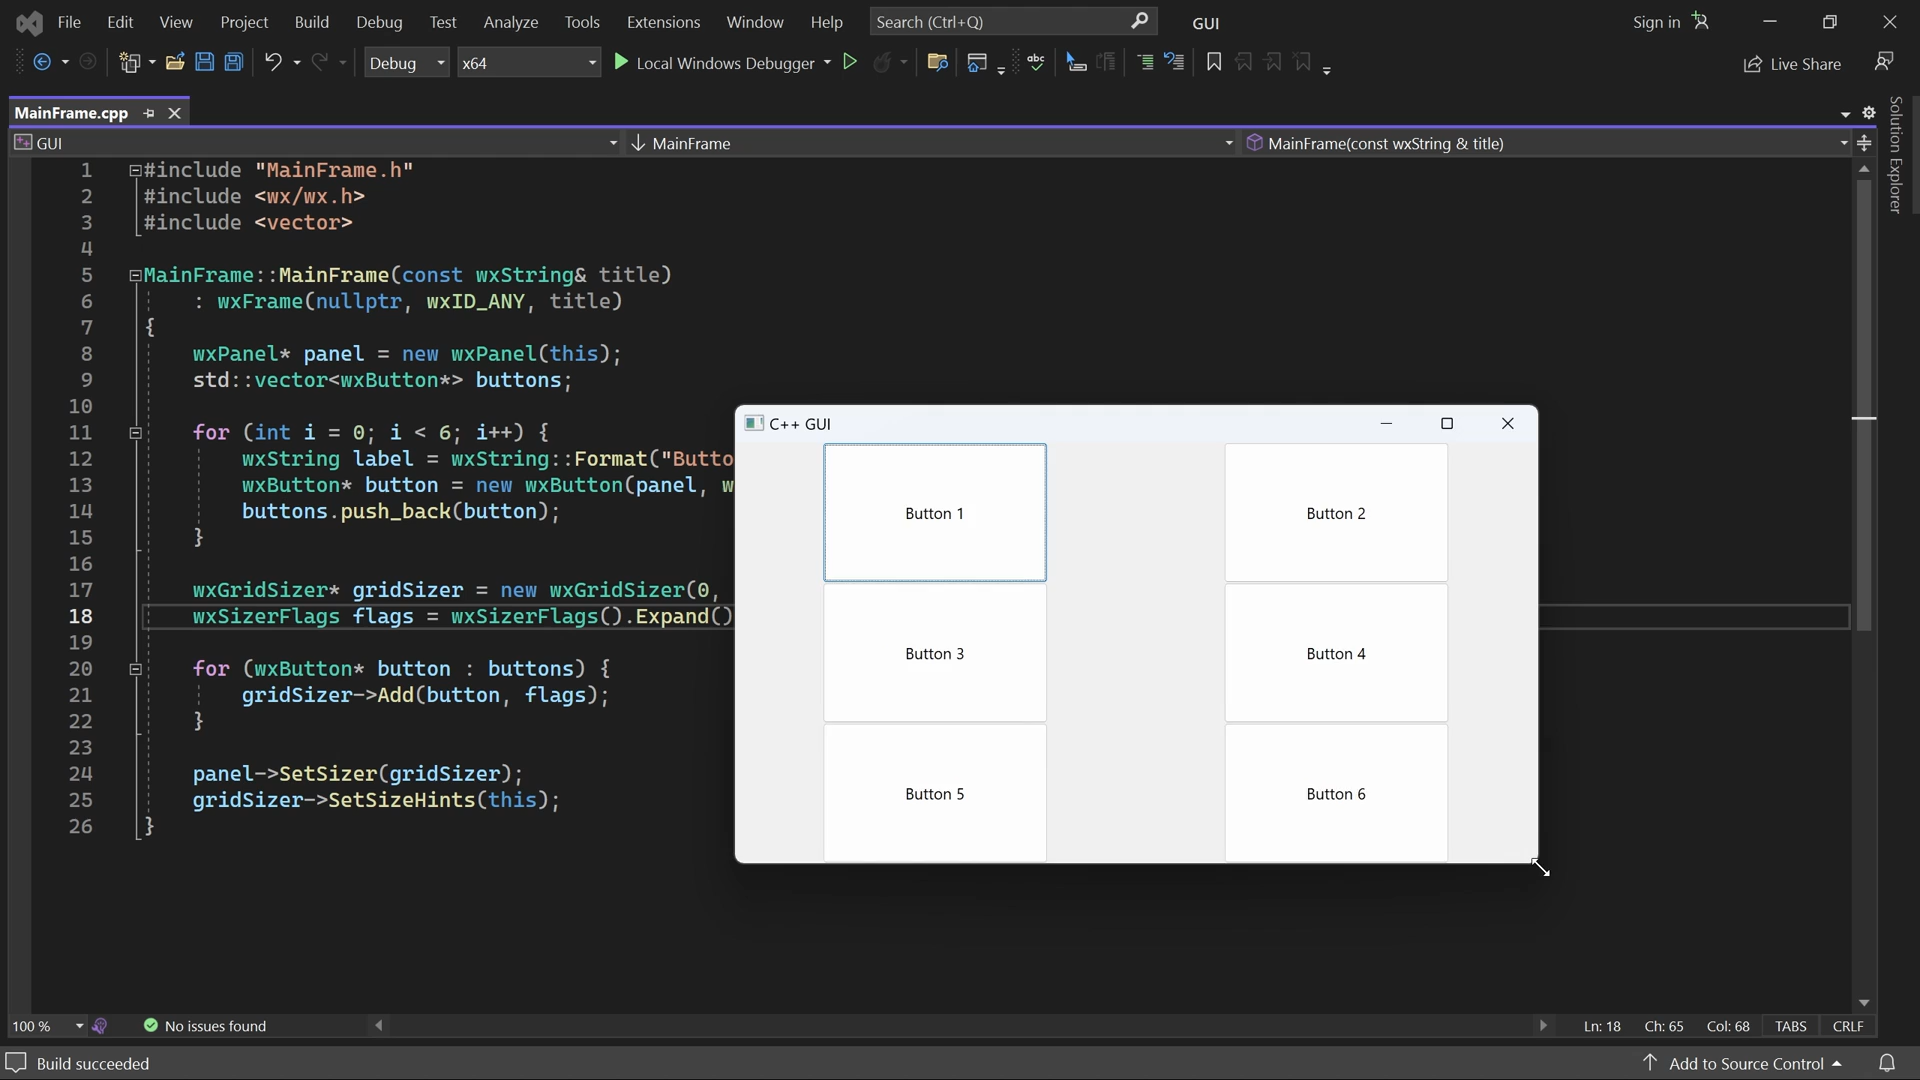 File Edit View Project Build Debug Test Analyze Tools Extensions Window Help Search (Ctrl+Q) GUI Sign in
Debug x64 Local Windows Debugger Live Share
MainFrame.cpp
Solution Explorer
GUI MainFrame MainFrame(const wxString & title)
1 #include "MainFrame.h"
2 #include <wx/wx.h>
3 #include <vector>
4
5 MainFrame::MainFrame(const wxString& title)
6 : wxFrame(nullptr, wxID_ANY, title)
7 {
8 wxPanel* panel = new wxPanel(this);
9 std::vector<wxButton*> buttons;
10
11 for (int i = 0; i < 6; i++) {
12 wxString label = wxString::Format("Butto
13 wxButton* button = new wxButton(panel, w
14 buttons.push_back(button);
15 }
16
17 wxGridSizer* gridSizer = new wxGridSizer(0,
18 wxSizerFlags flags = wxSizerFlags().Expand()
19
20 for (wxButton* button : buttons) {
21 gridSizer->Add(button, flags);
22 }
23
24 panel->SetSizer(gridSizer);
25 gridSizer->SetSizeHints(this);
26 }
C++ GUI
Button 1 Button 2
Button 3 Button 4
Button 5 Button 6
100 % No issues found Ln: 18 Ch: 65 Col: 68 TABS CRLF
Build succeeded Add to Source Control